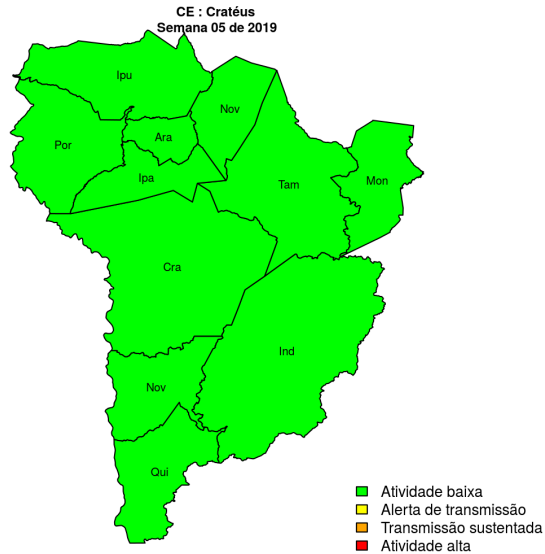 CE : Cratéus
Semana 05 de 2019
Ipu
Nov
Por
Ara
Ipa
Tam
Mon
Cra
Ind
Nov
Qui
Atividade baixa
Alerta de transmissão
Transmissão sustentada
Atividade alta